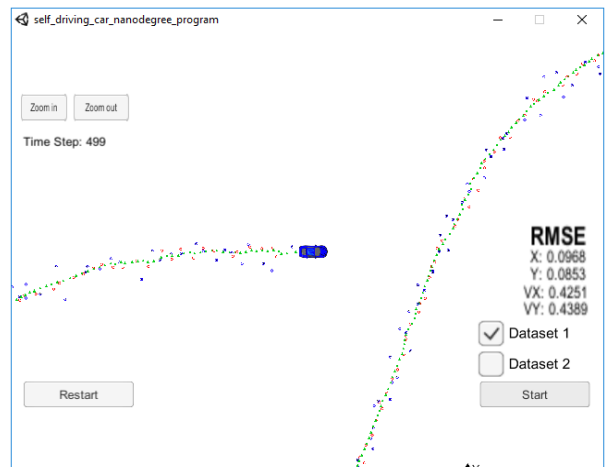 self_driving_car_nanodegree_program
Zoom in
Zoom out
Time Step: 499
RMSE
X: 0.0968
Y: 0.0853
VX: 0.4251
VY: 0.4389
Dataset 1
Dataset 2
Restart
Start